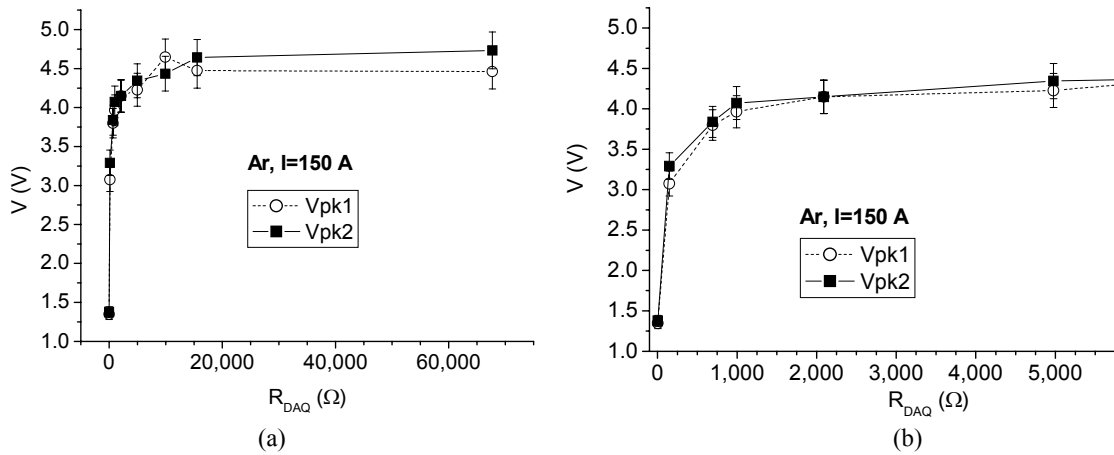 5.0
4.5
4.0
3.5
3.0
2.5
2.0
1.5
1.0
V (V)
Ar, I=150 A
Vpk1
Vpk2
0 20,000 40,000 60,000
R_DAQ (Ω)
(a)
5.0
4.5
4.0
3.5
3.0
2.5
2.0
1.5
1.0
V (V)
Ar, I=150 A
Vpk1
Vpk2
0 1,000 2,000 3,000 4,000 5,000
R_DAQ (Ω)
(b)